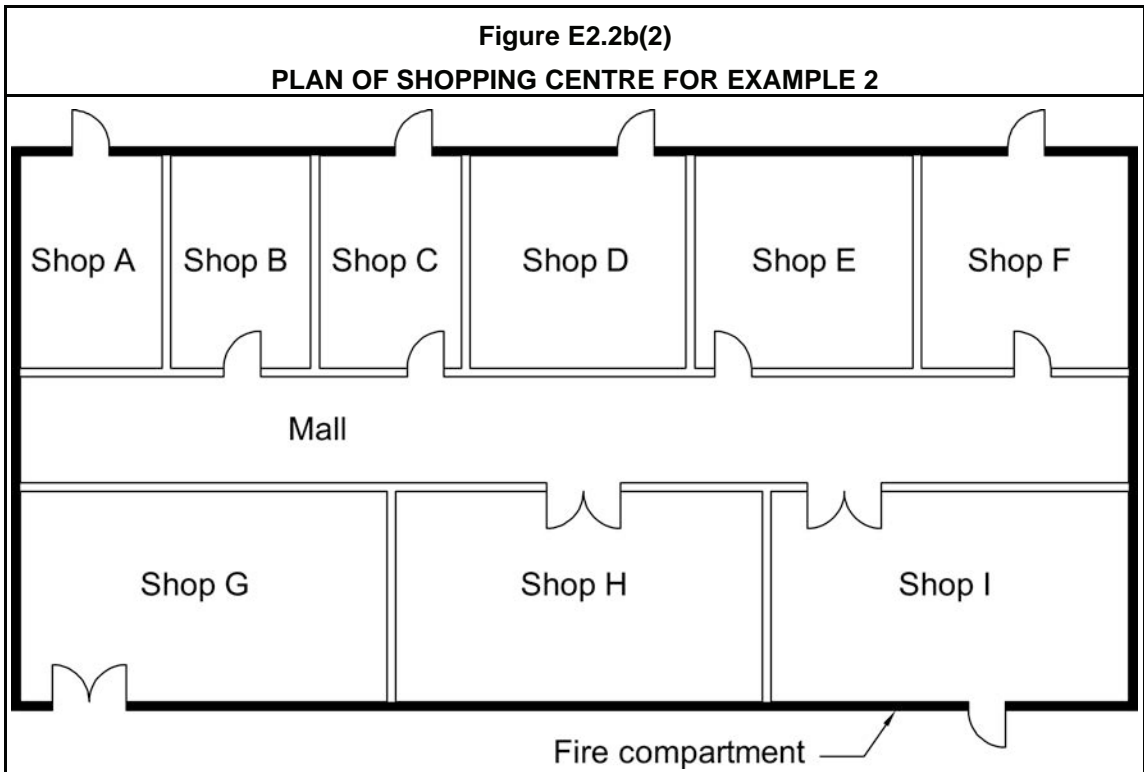 Figure E2.2b(2)
PLAN OF SHOPPING CENTRE FOR EXAMPLE 2
Shop A
Shop B
Shop C
Shop D
Shop E
Shop F
Mall
Shop G
Shop H
Shop I
Fire compartment